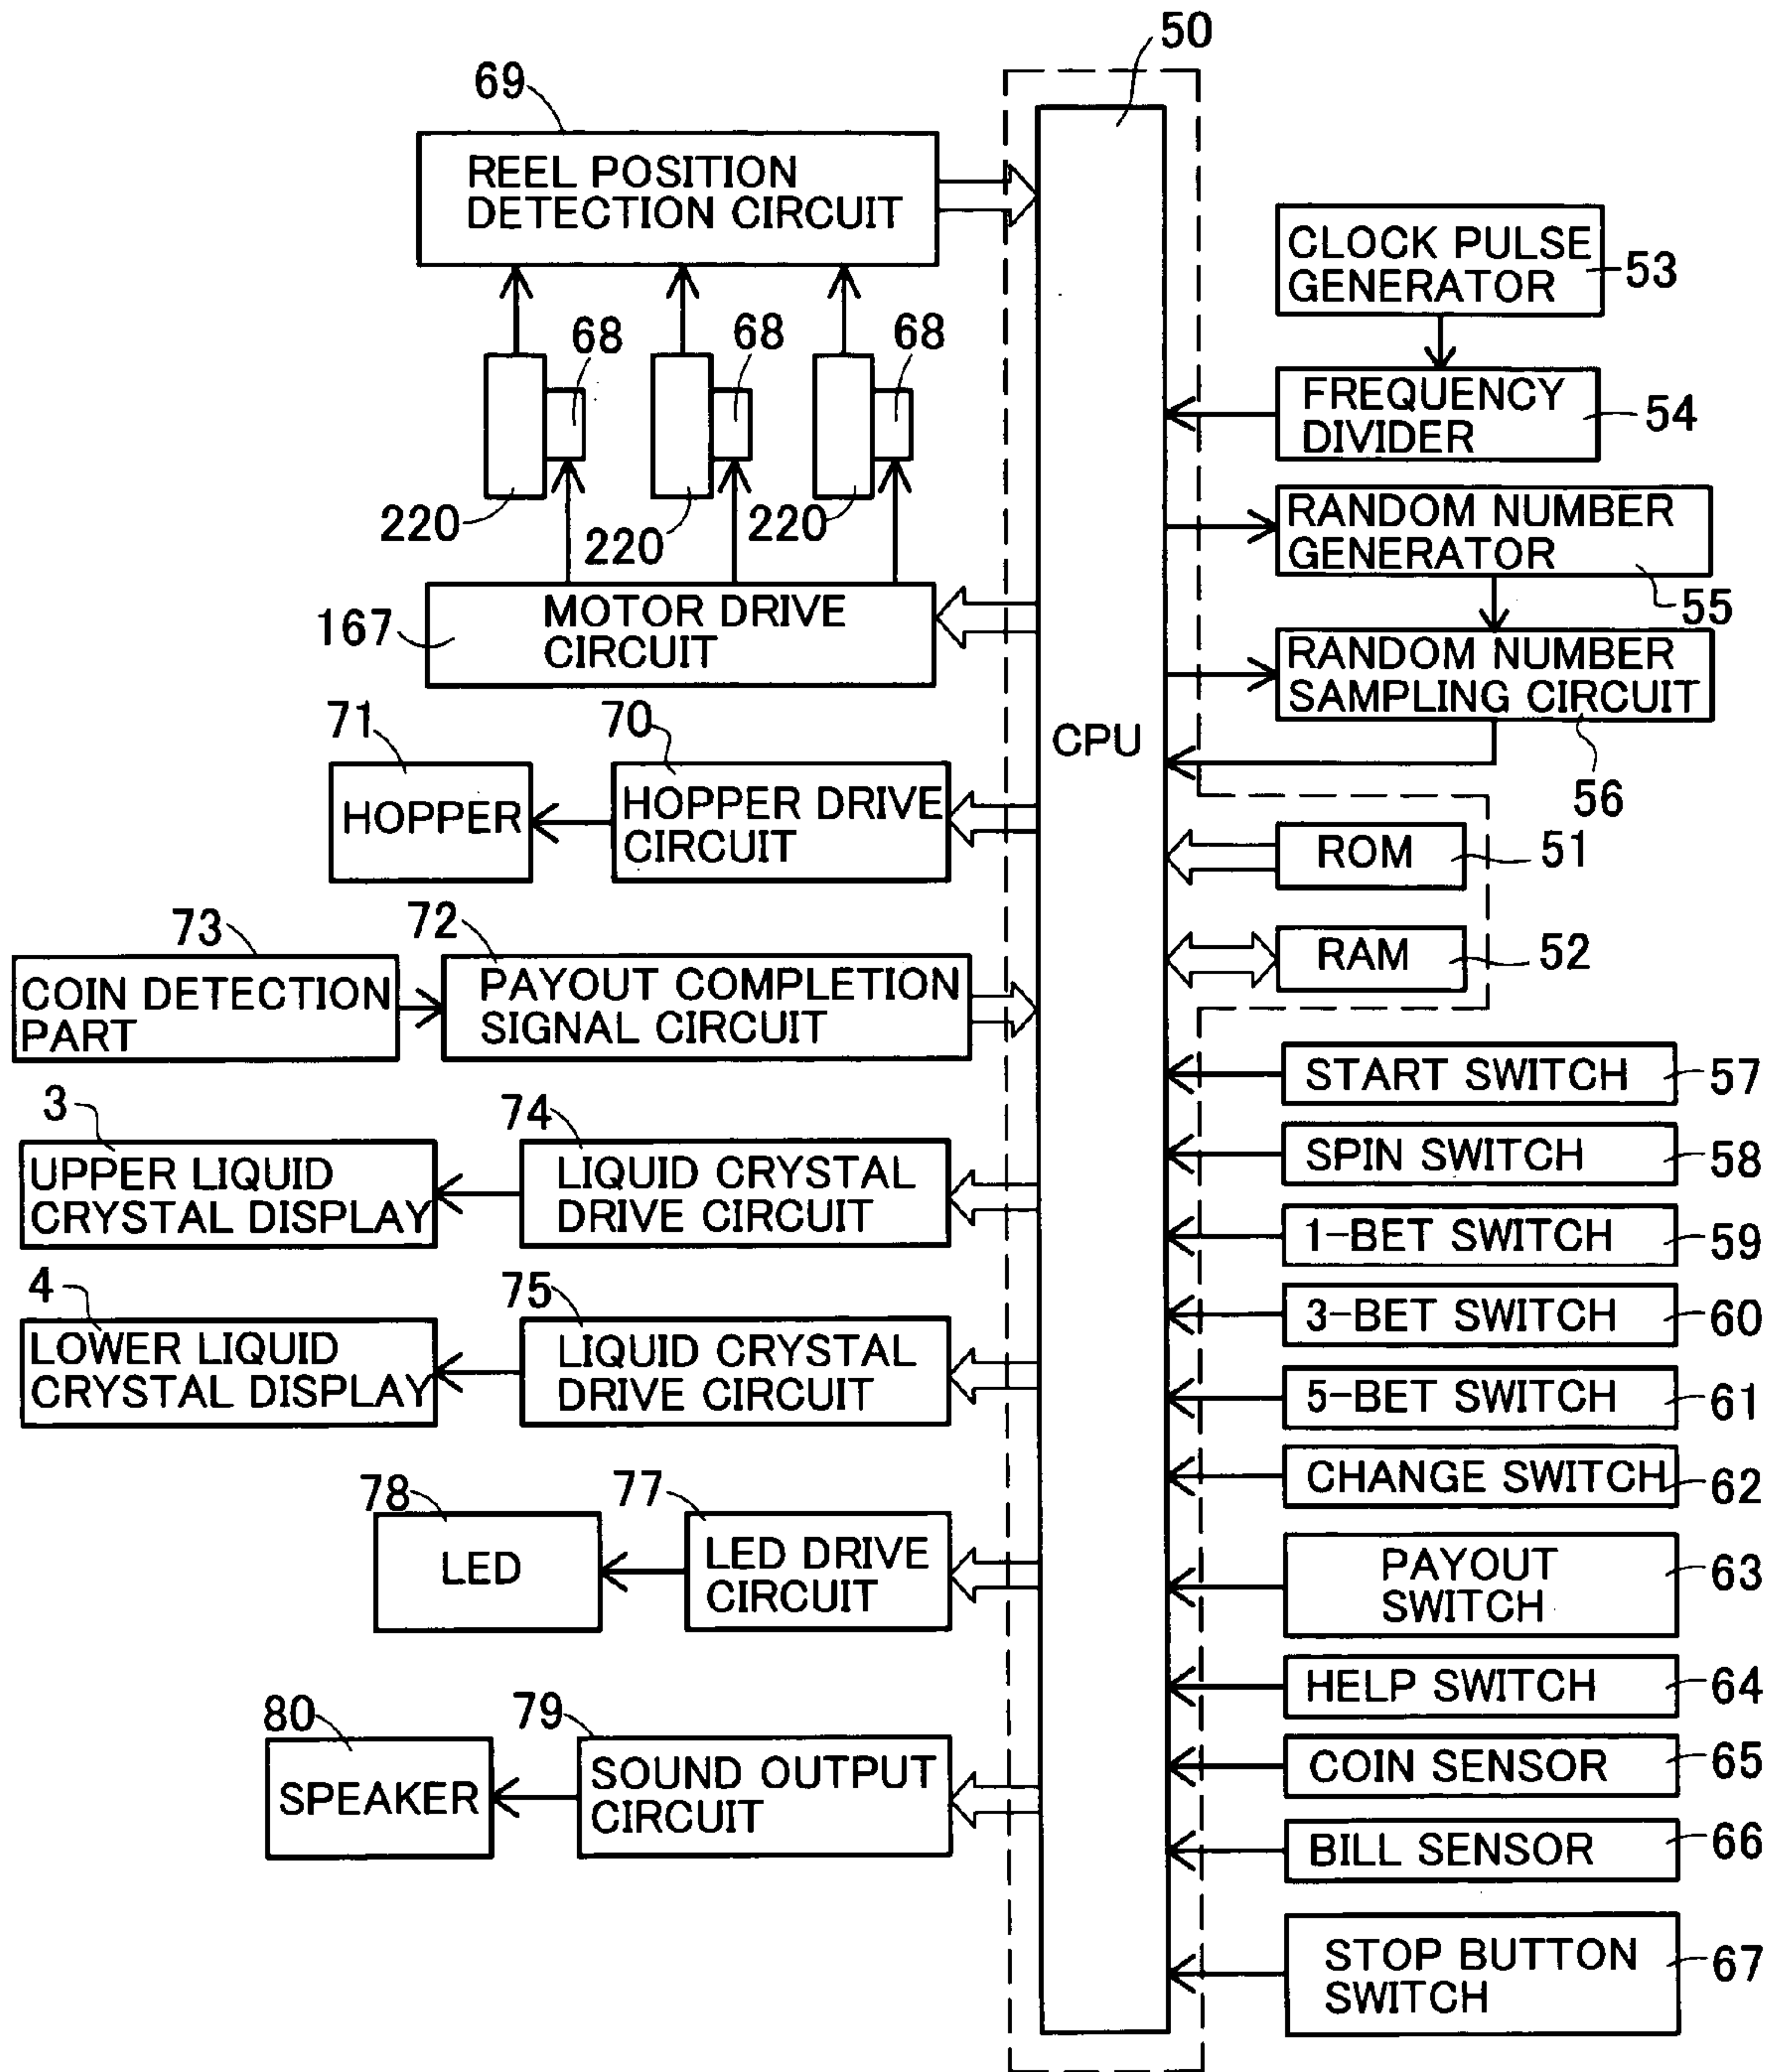 50
69
REEL POSITION
DETECTION CIRCUIT
CLOCK PULSE
GENERATOR
53
68
68
68
FREQUENCY
DIVIDER
54
220
220
220
RANDOM NUMBER
GENERATOR
55
MOTOR DRIVE
CIRCUIT
167
RANDOM NUMBER
SAMPLING CIRCUIT
56
CPU
71
70
HOPPER
HOPPER DRIVE
CIRCUIT
ROM
51
73
72
COIN DETECTION
PART
PAYOUT COMPLETION
SIGNAL CIRCUIT
RAM
52
START SWITCH
57
3
74
UPPER LIQUID
CRYSTAL DISPLAY
LIQUID CRYSTAL
DRIVE CIRCUIT
SPIN SWITCH
58
1-BET SWITCH
59
4
75
LOWER LIQUID
CRYSTAL DISPLAY
LIQUID CRYSTAL
DRIVE CIRCUIT
3-BET SWITCH
60
5-BET SWITCH
61
CHANGE SWITCH
62
78
77
LED
LED DRIVE
CIRCUIT
PAYOUT
SWITCH
63
HELP SWITCH
64
80
79
SPEAKER
SOUND OUTPUT
CIRCUIT
COIN SENSOR
65
BILL SENSOR
66
STOP BUTTON
SWITCH
67